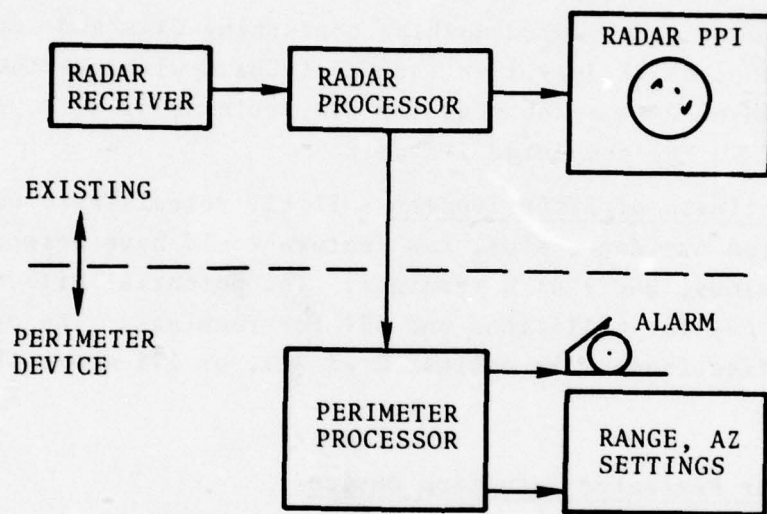 RADAR PPI
RADAR
RECEIVER
RADAR
PROCESSOR
EXISTING
PERIMETER
DEVICE
ALARM
PERIMETER
PROCESSOR
RANGE, AZ
SETTINGS